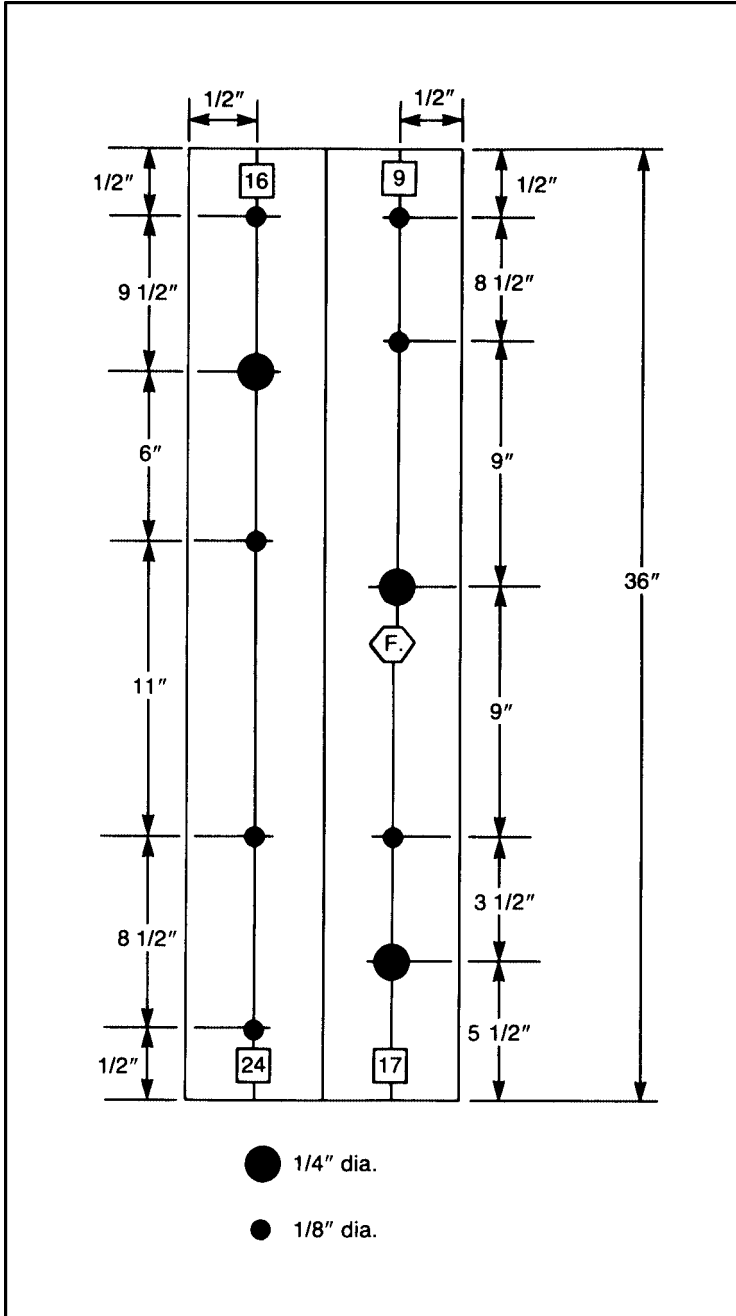 1/2″ 1/2″
1/2″ 16 9 1/2″
9 1/2″ 8 1/2″
6″ 9″
36″
F.
11″ 9″
8 1/2″ 3 1/2″
5 1/2″
1/2″ 24 17
1/4″ dia.
1/8″ dia.